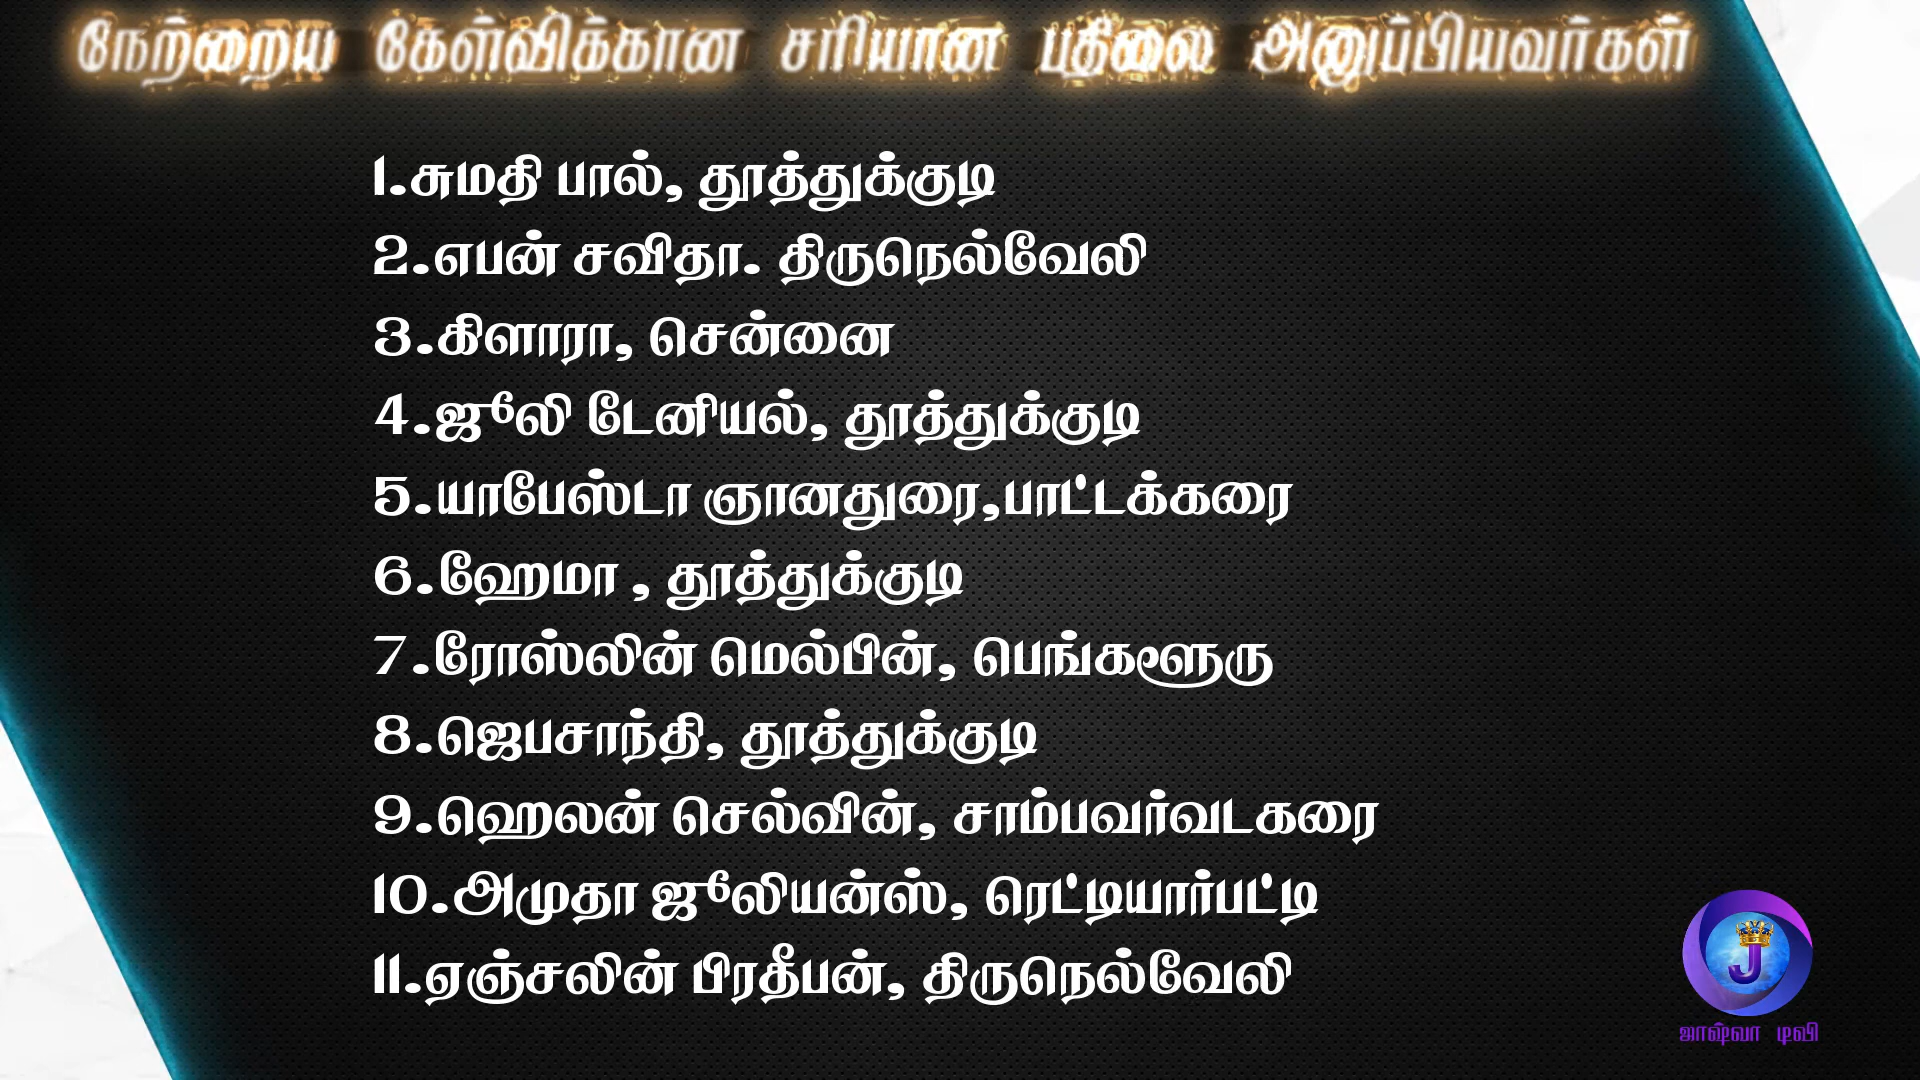 நேற்றைய கேள்விக்கான சரியான பதிலை அனுப்பியவர்கள்
1.சுமதி பால், தூத்துக்குடி
2.எபன் சவிதா. திருநெல்வேலி
3.கிளாரா, சென்னை
4.ஜூலி டேனியல், தூத்துக்குடி
5.யாபேஸ்டா ஞானதுரை,பாட்டக்கரை
6.ஹேமா , தூத்துக்குடி
7.ரோஸ்லின் மெல்பின், பெங்களூரு
8.ஜெபசாந்தி, தூத்துக்குடி
9.ஹெலன் செல்வின், சாம்பவர்வடகரை
10.அமுதா ஜூலியன்ஸ், ரெட்டியார்பட்டி
11.ஏஞ்சலின் பிரதீபன், திருநெல்வேலி
J
ஜாஷ்வா டிவி